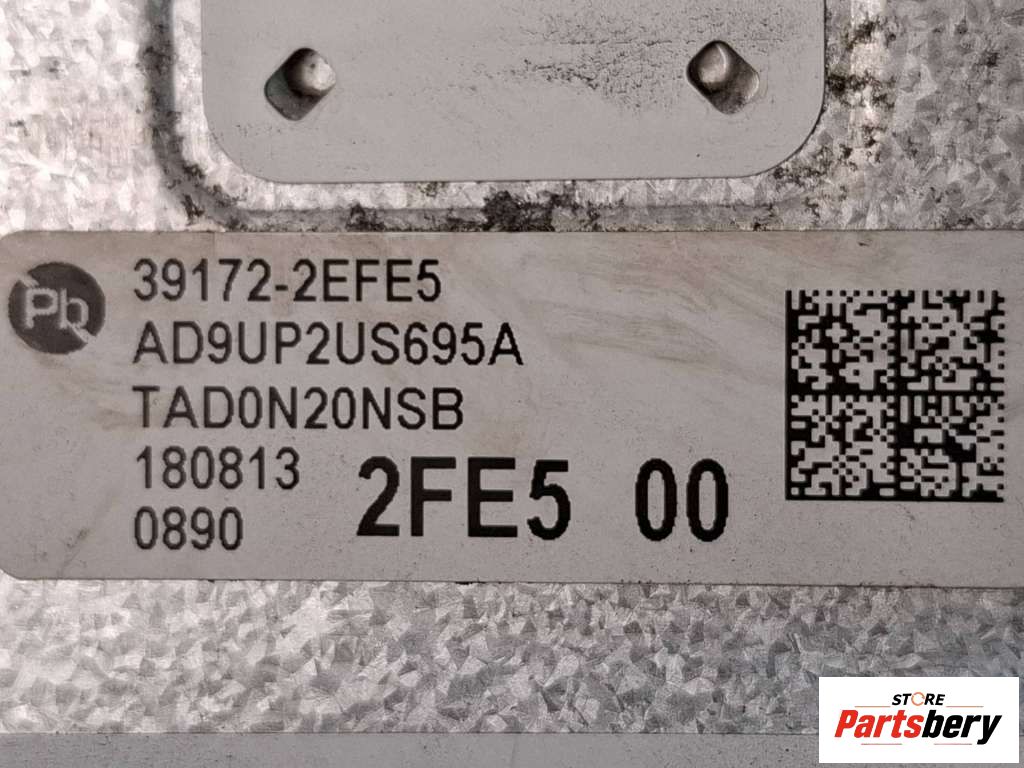 Pb
39172-2EFE5
AD9UP2US695A
TAD0N20NSB
180813
0890
2FE5 00
STORE
Partsbery